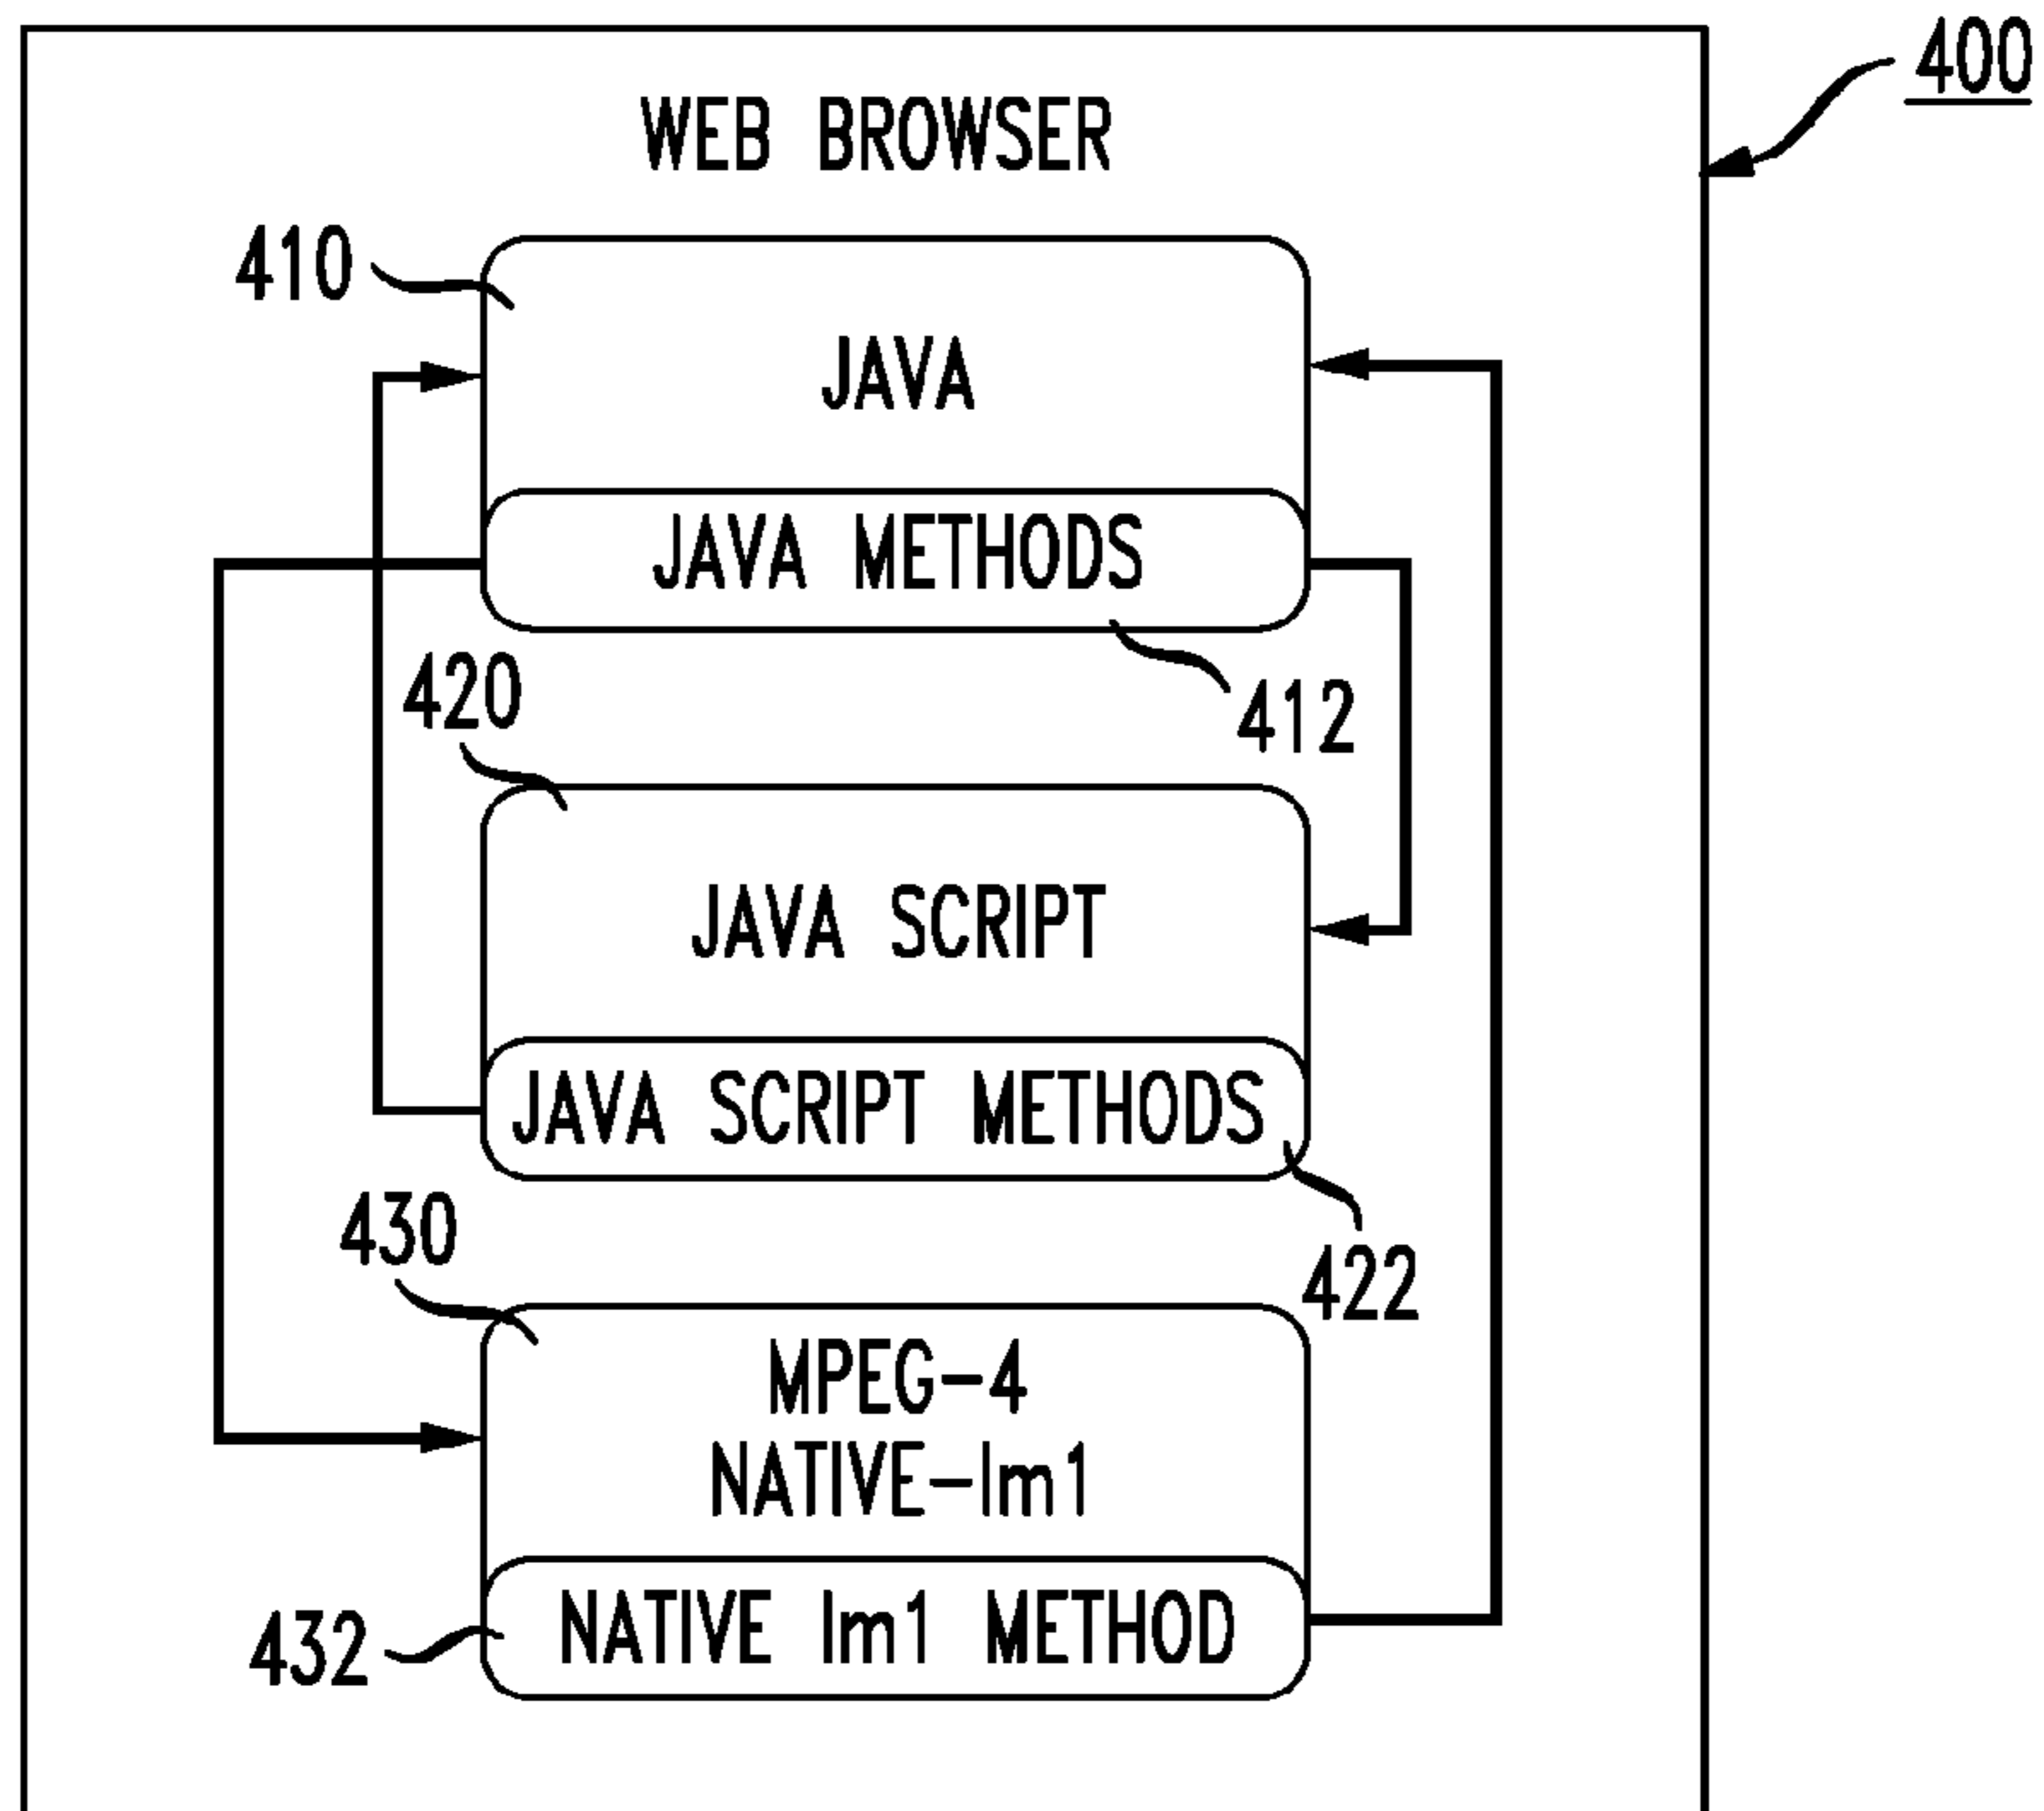 400
WEB BROWSER
410
JAVA
JAVA METHODS
412
420
JAVA SCRIPT
JAVA SCRIPT METHODS
422
430
MPEG-4
NATIVE-Im1
NATIVE Im1 METHOD
432